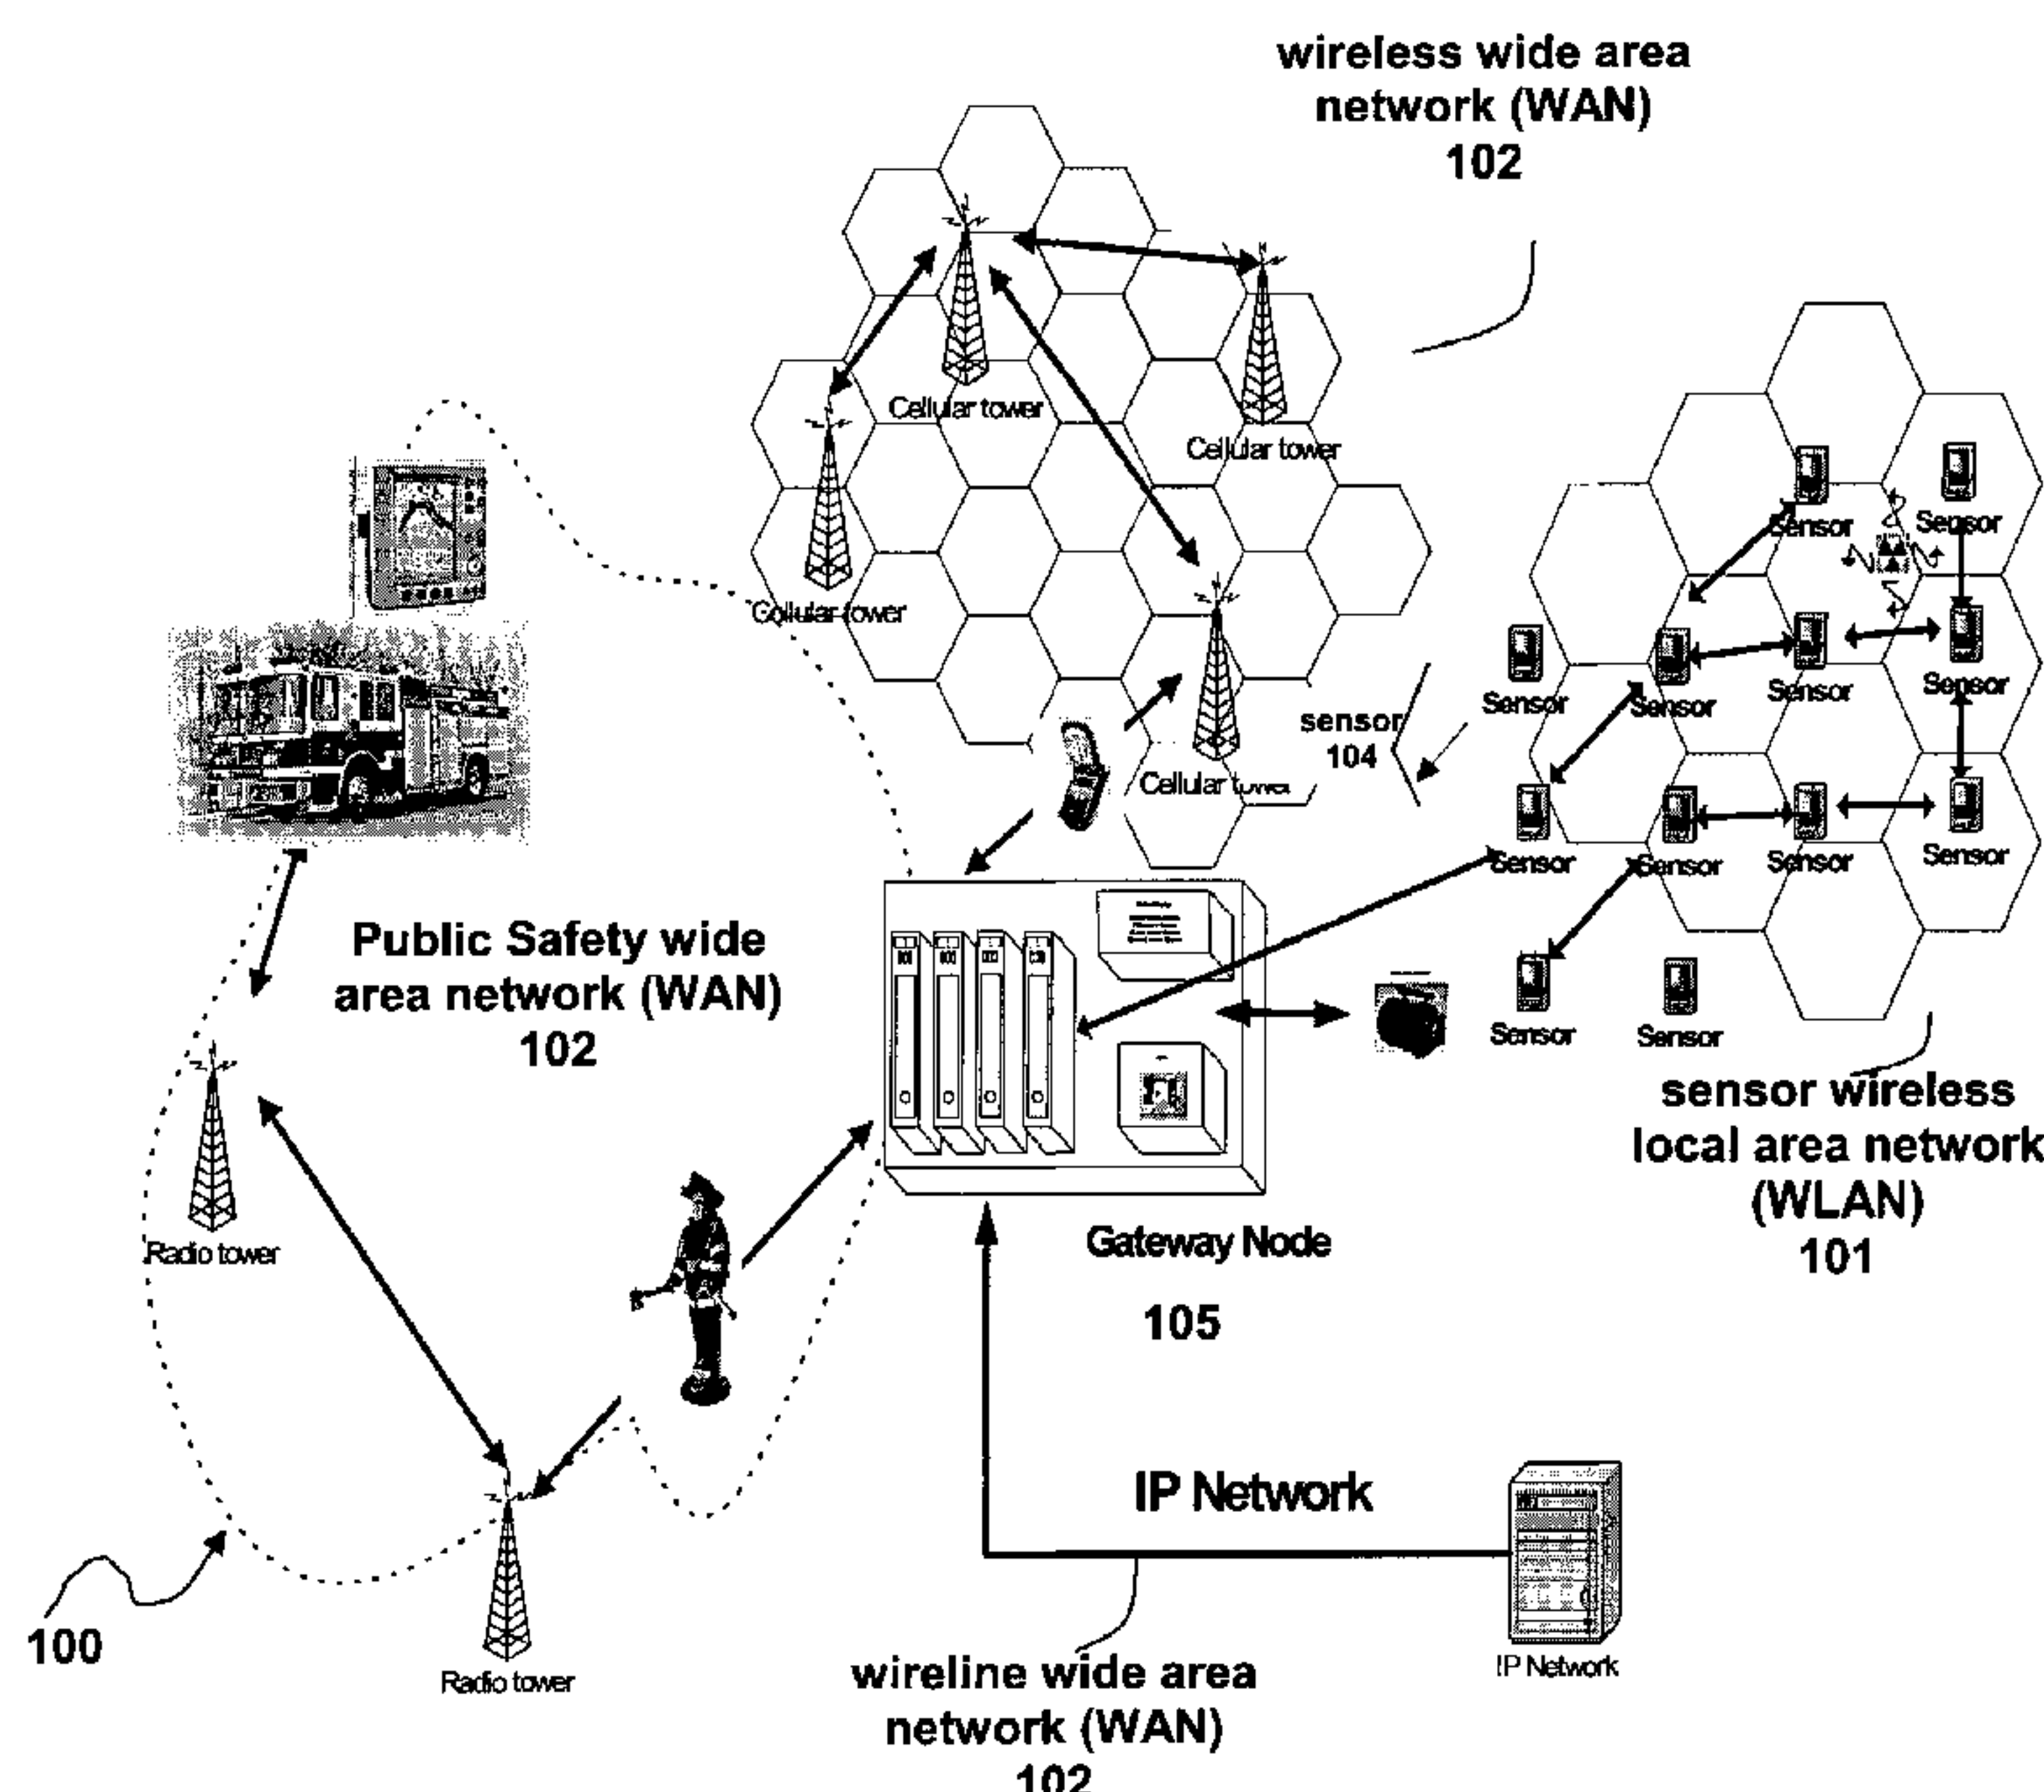 wireless wide area
network (WAN)
102
Cellular tower
Cellular tower
Cellular tower
Cellular tower
Sensor
Sensor
Sensor
Sensor
Sensor
Sensor
sensor
104
Sensor
Sensor
Sensor
Sensor
Sensor
Sensor
Public Safety wide
area network (WAN)
102
sensor wireless
local area network
(WLAN)
101
Radio tower
Gateway Node
105
IP Network
IP Network
100
Radio tower
wireline wide area
network (WAN)
102